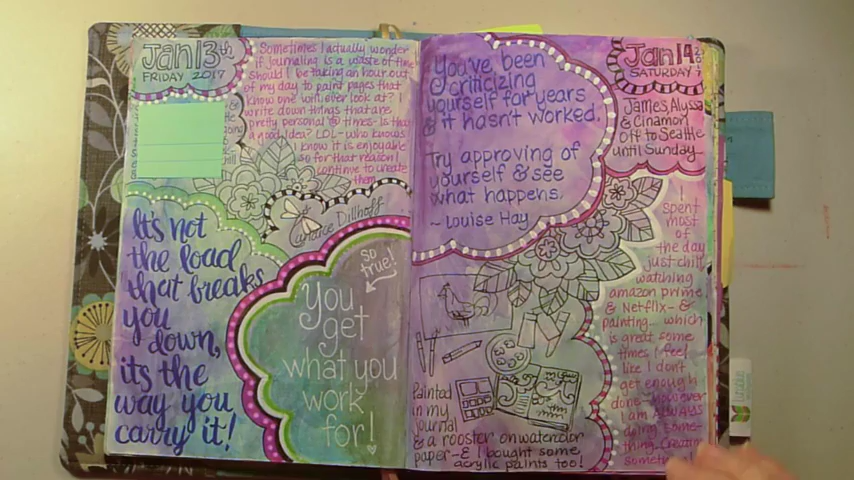 Jan 13th
FRIDAY 2017
Sometimes I actually wonder
if journaling is a waste of time
Should I be taking an hour out
of my day to paint pages that
know one will ever look at? I
write down things that are
pretty personal @ times- Is that
a good idea? LOL-who knows
I know it is enjoyable
so for that reason I
continue to create
them.
Candace Dillhoff
It's not
the load
that breaks
you
down,
its the
way you
carry it!
so
true!
You
get
what you
work
for!
You've been
criticizing
yourself for years
& it hasn't worked.
Try approving of
yourself & see
what happens.
~ Louise Hay
Jan 14
SATURDAY
James, Alyssa
& Cinamon
Off to Seattle
until Sunday
I
spent
most
of
the day
just chill
watching
amazon prime
& Netflix- &
painting... which
is great some
times I feel
like I don't
get enough
done-however
I am ALWAYS
doing some-
thing. Creating
Painted
in my
journal
& a rooster on watercolor
paper-& I bought some
acrylic paints too!